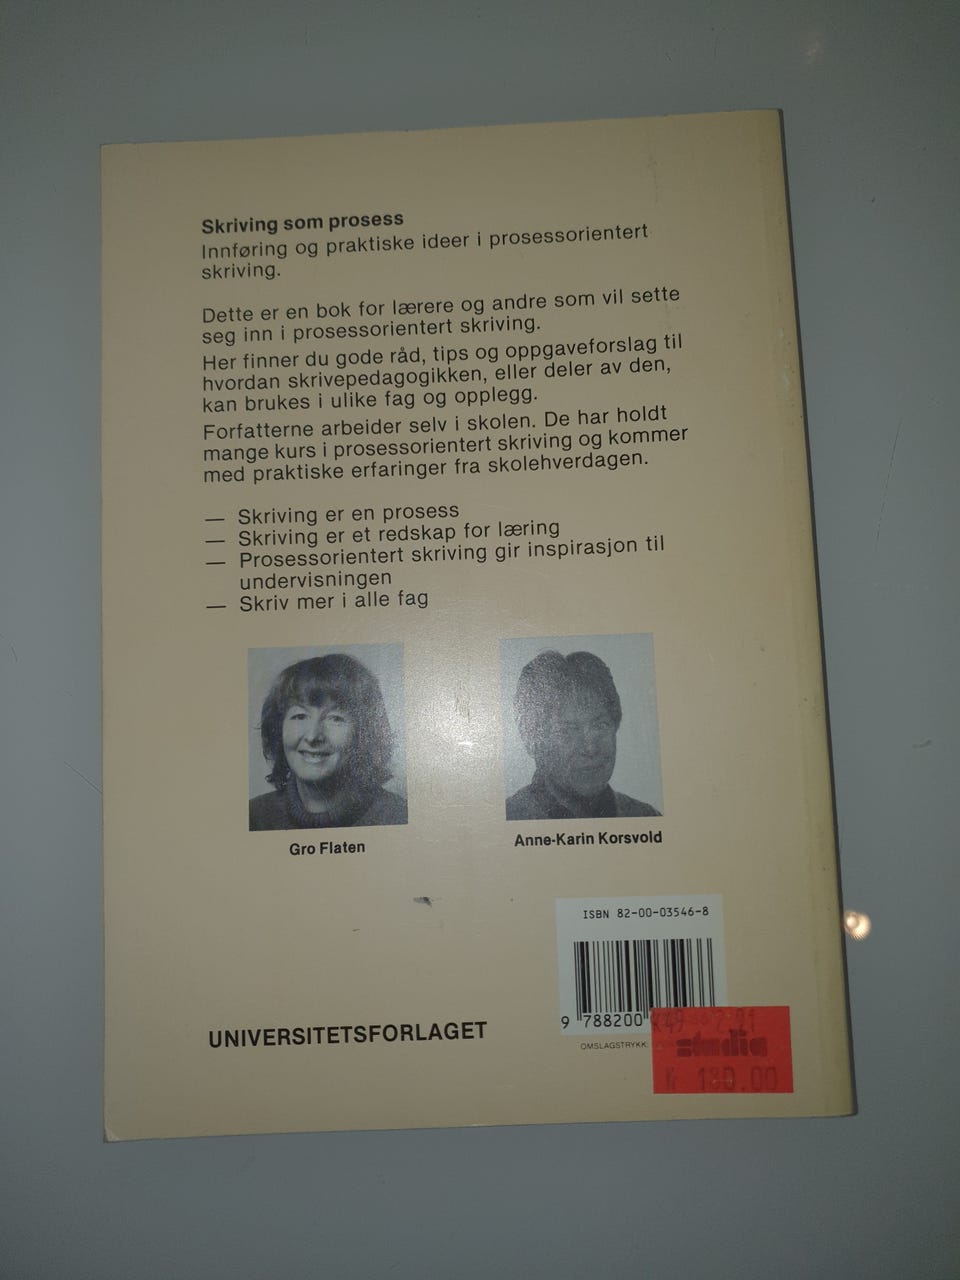 Skriving som prosess
Innføring og praktiske ideer i prosessorientert
skriving.
Dette er en bok for lærere og andre som vil sette
seg inn i prosessorientert skriving.
Her finner du gode råd, tips og oppgaveforslag til
hvordan skrivepedagogikken, eller deler av den,
kan brukes i ulike fag og opplegg.
Forfatterne arbeider selv i skolen. De har holdt
mange kurs i prosessorientert skriving og kommer
med praktiske erfaringer fra skolehverdagen.
— Skriving er en prosess
— Skriving er et redskap for læring
— Prosessorientert skriving gir inspirasjon til
undervisningen
— Skriv mer i alle fag
Gro Flaten
Anne-Karin Korsvold
ISBN 82-00-03546-8
9 788200
OMSLAGSTRYKK:
UNIVERSITETSFORLAGET
studia
180.00